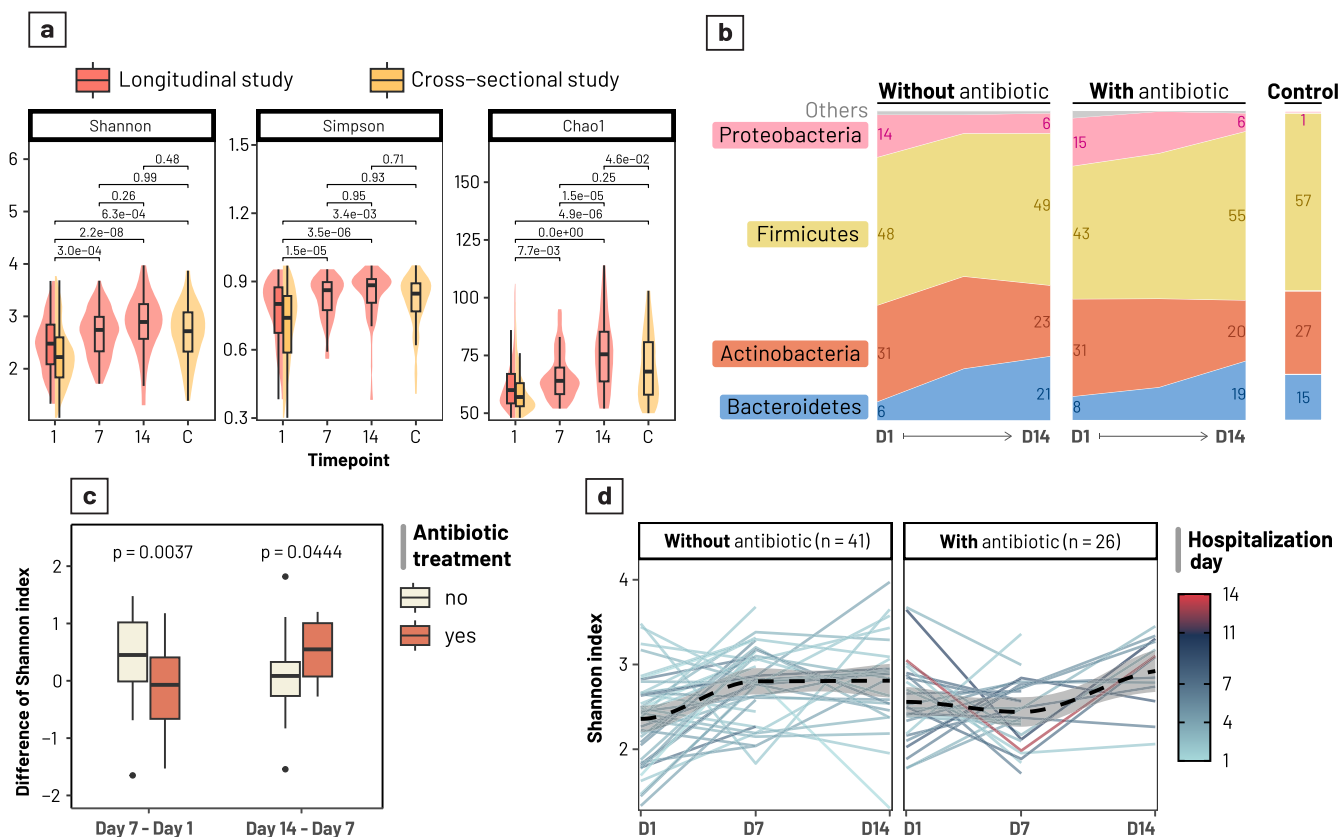 a
Longitudinal study
Cross–sectional study
Shannon
Simpson
Chao1
6
5
4
3
2
0.48
0.99
0.26
6.3e−04
2.2e−08
3.0e−04
1.5
1.2
0.9
0.6
0.3
0.71
0.93
0.95
3.4e−03
3.5e−06
1.5e−05
150
125
100
75
50
4.6e−02
0.25
1.5e−05
4.9e−06
0.0e+00
7.7e−03
1 7 14 C
1 7 14 C
1 7 14 C
Timepoint
b
Without antibiotic
With antibiotic
Control
Others
Proteobacteria
Firmicutes
Actinobacteria
Bacteroidetes
14 6
48 49
31 23
6 21
15 6
43 55
31 20
8 19
1
57
27
15
D1 D14
D1 D14
c
Difference of Shannon index
2
1
0
−1
−2
p = 0.0037
p = 0.0444
Day 7 - Day 1
Day 14 - Day 7
Antibiotic
treatment
no
yes
d
Without antibiotic (n = 41)
With antibiotic (n = 26)
Shannon index
4
3
2
D1 D7 D14
D1 D7 D14
Hospitalization
day
14
11
7
4
1